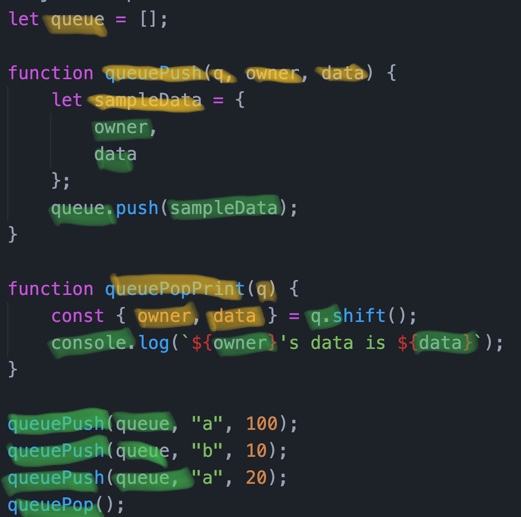 let queue = [];
function queuePush(q, owner, data) {
let sampleData = {
owner,
data
};
queue.push(sampleData);
}
function queuePopPrint(q) {
const { owner, data } = q.shift();
console.log(`${owner}'s data is ${data}`);
}
queuePush(queue, "a", 100);
queuePush(queue, "b", 10);
queuePush(queue, "a", 20);
queuePop();